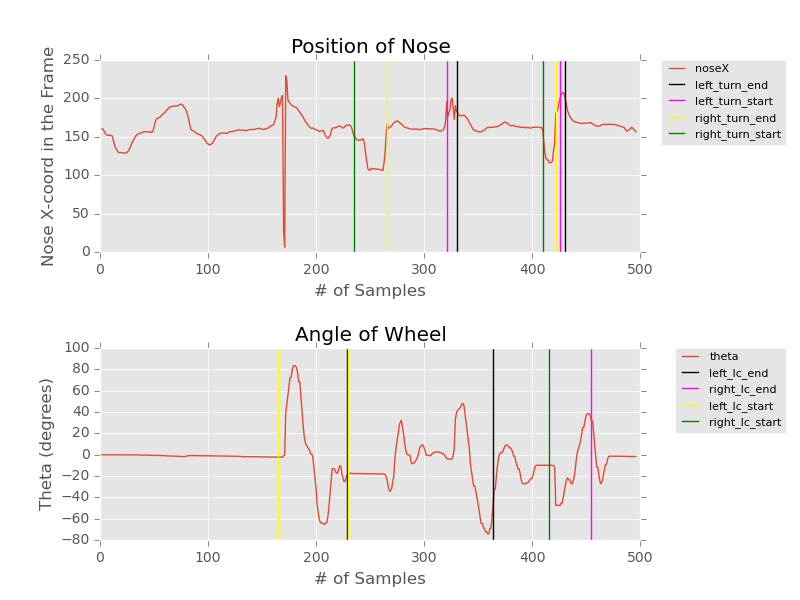 Position of Nose
Nose X-coord in the Frame
250
200
150
100
50
0
0 100 200 300 400 500
# of Samples
noseX
left_turn_end
left_turn_start
right_turn_end
right_turn_start
Angle of Wheel
Theta (degrees)
100
80
60
40
20
0
−20
−40
−60
−80
0 100 200 300 400 500
# of Samples
theta
left_lc_end
right_lc_end
left_lc_start
right_lc_start